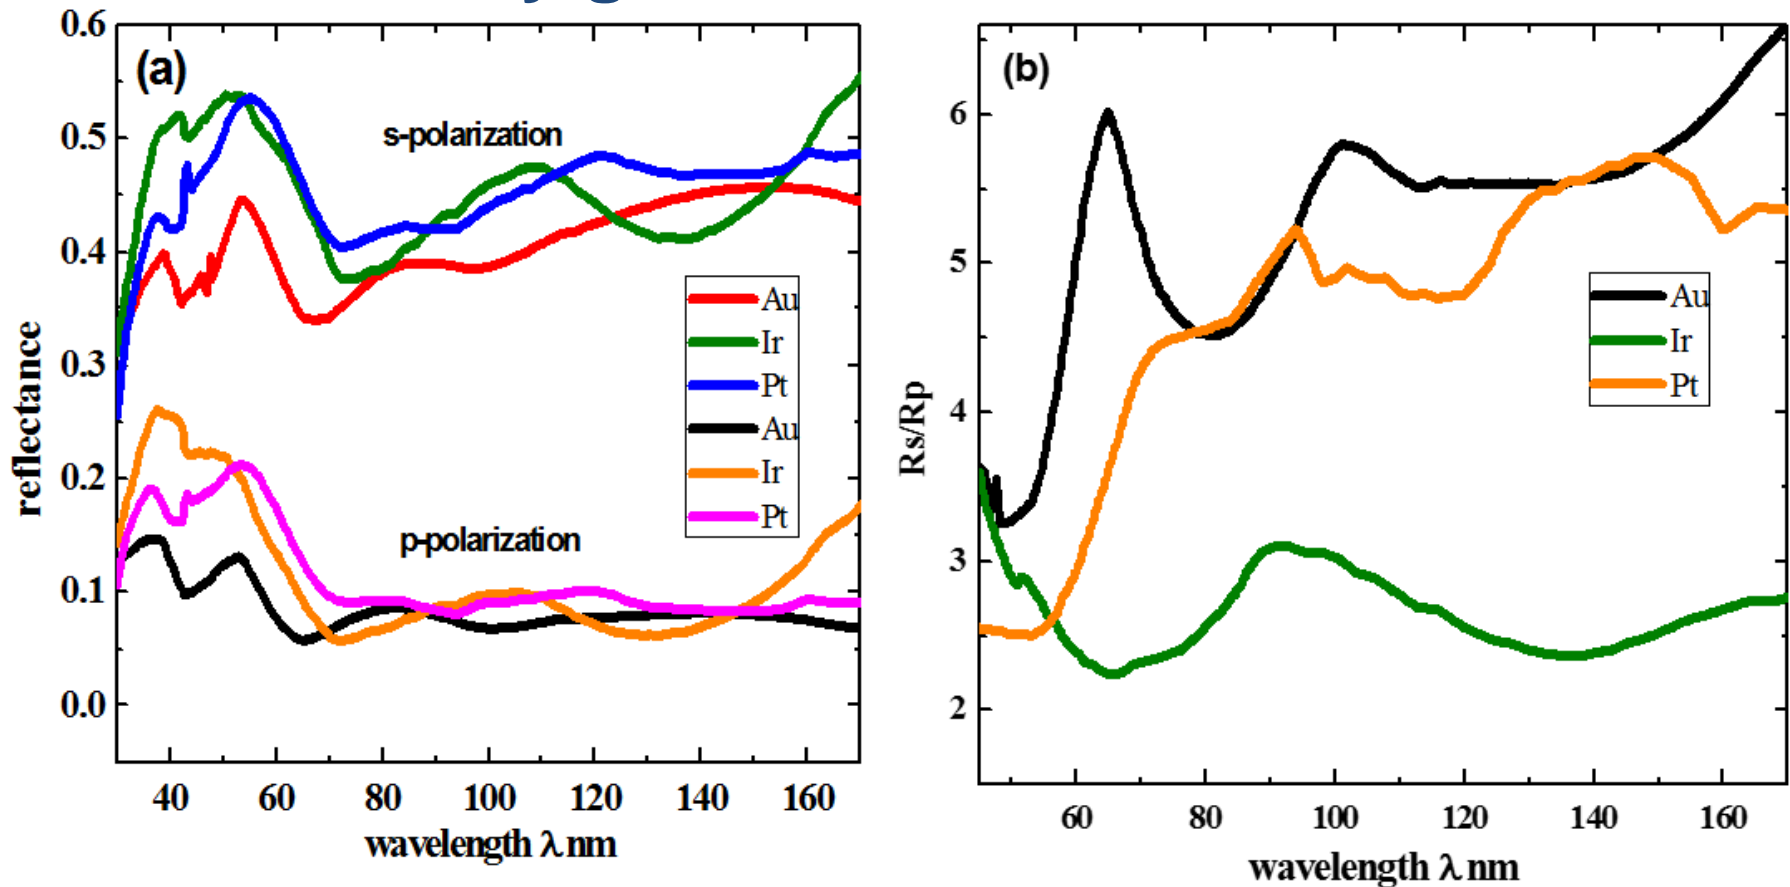 (a)
s-polarization
p-polarization
0.6
0.5
0.4
0.3
0.2
0.1
0.0
reflectance
40 60 80 100 120 140 160
wavelength λ nm
Au
Ir
Pt
Au
Ir
Pt
(b)
6
5
4
3
2
Rs/Rp
60 80 100 120 140 160
wavelength λ nm
Au
Ir
Pt